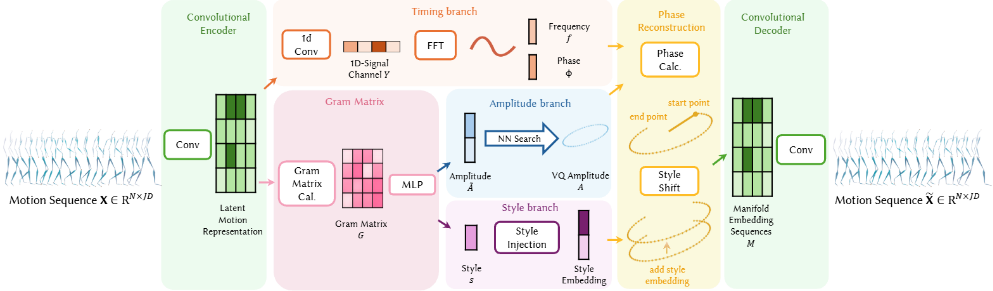 Convolutional
Encoder
Conv
Latent
Motion
Representation
Motion Sequence X ∈ R^{N×JD}
Timing branch
1d
Conv
1D-Signal
Channel Y
FFT
Frequency
f
Phase
Φ
Gram Matrix
Gram
Matrix
Cal.
Gram Matrix
G
MLP
Amplitude branch
Amplitude
Ã
NN Search
VQ Amplitude
A
Style branch
Style
s
Style
Injection
Style
Embedding
Phase
Reconstruction
Phase
Calc.
start point
end point
Style
Shift
add style
embedding
Convolutional
Decoder
Manifold
Embedding
Sequences
M
Conv
Motion Sequence X̃ ∈ R^{N×JD}